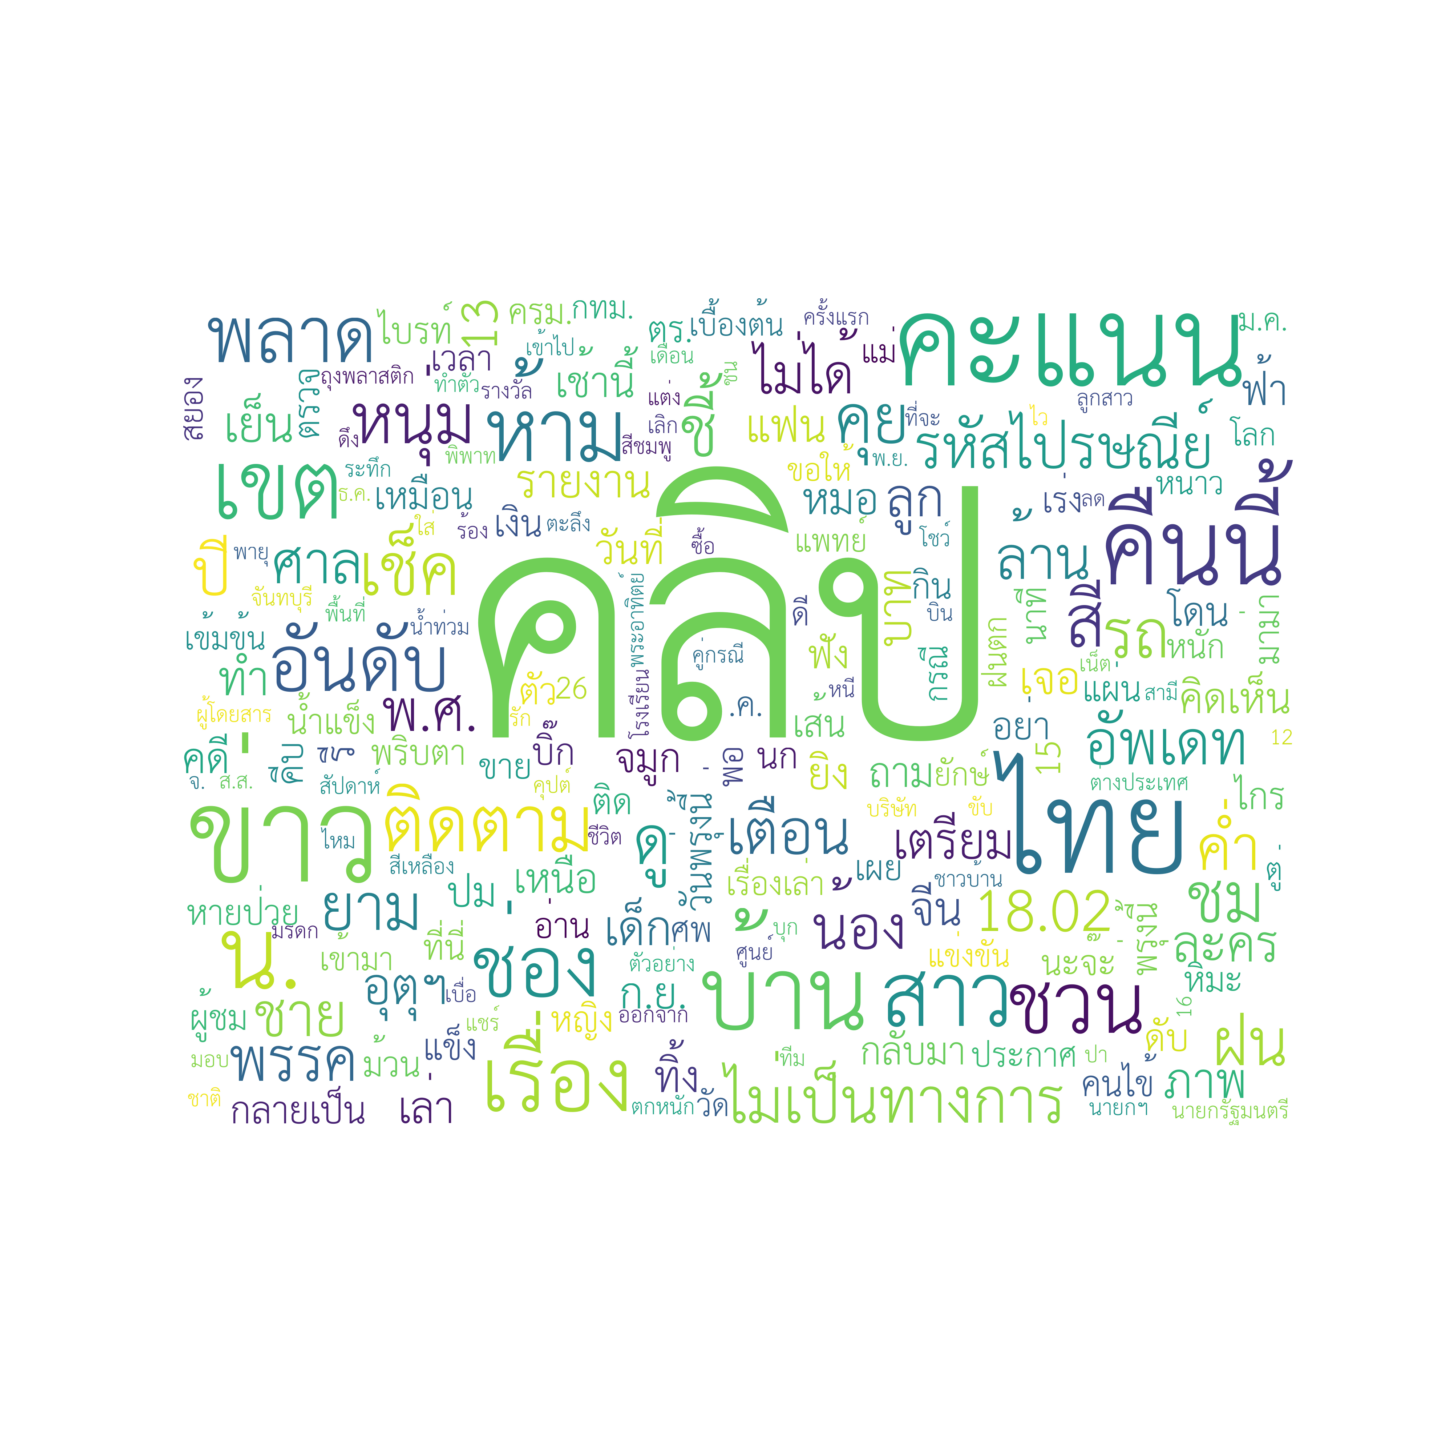 พลาด
ไบรท์
13
ครม.
กทม.
ตร.
เบื้องต้น
ครั้งแรก
คะแนน
ม.ค.
สยอง
ถุงพลาสติก
เวลา
เข้าไป
เช้านี้
เดือน
ไม่ได้
แม่
ฟ้า
เย็น
ตรวจ
ทำตัว
รางวัล
แต่ง
ชน
ลูกสาว
หนุ่ม
ห้าม
ชี้
แฟน
คุย
ที่จะ
ไว
ดึง
พิพาท
สีชมพู
เลิก
รหัสไปรษณีย์
โลก
เขต
ระทึก
ธ.ค.
เหมือน
รายงาน
ขอให้
พ.ย.
หนาว
คืนนี้
หมอ
ลูก
เร่ง
ลด
ใส่
ร้อง
เงิน
ตะลึง
ปี
พายุ
ศาล
เช็ค
วันที่
ซื้อ
แพทย์
โชว์
ล้าน
คลิป
จันทบุรี
พื้นที่
น้ำท่วม
พระอาทิตย์
โรงเรียน
ดี
บาท
กิน
บิน
นาที
สี
รถ
โดน
หนัก
มามา
เข้มข้น
อันดับ
คู่กรณี
ฟัง
กรณี
ฝนตก
เน็ต
ทำ
ตัว
26
หนี
เจอ
แผ่น
สามี
คิดเห็น
ผู้โดยสาร
น้ำแข็ง
พ.ศ.
รัก
.ค.
เส้น
อย่า
อัพเดท
12
คดี
คืบ
พริบตา
ขาย
บิ๊ก
จมูก
พ่อ
นก
ยิง
ถาม
ยักษ์
15
จ.
ส.ส.
สัปดาห์
คุปต์
ติด
ไทย
ต่างประเทศ
ไกร
ข่าว
ติดตาม
ชีวิต
ดู
วันพรุ่งนี้
เตือน
บริษัท
ขับ
เตรียม
ค่ำ
ไหม
สีเหลือง
เหนือ
เรื่องเล่า
เผย
ชาวบ้าน
ตู่
หายป่วย
ยาม
ปม
จีน
18.02
ชม
มรดก
อ่าน
เด็ก
ศพ
บุก
น้อง
พรุ่งนี้
น.
เข้ามา
ที่นี่
ช่อง
ตัวอย่าง
ศูนย์
แข่งขัน
นะจ๊ะ
ละคร
อุตุฯ
เบื่อ
ก.ย.
บ้าน
สาว
ชวน
หิมะ
16
ผู้ชม
ชาย
แชร์
หญิง
ออกจาก
ดับ
ฝน
มอบ
พรรค
ม้วน
แข็ง
เรื่อง
ทิ้ง
ทีม
กลับมา
ประกาศ
ปา
คนไข้
ภาพ
ชาติ
กลายเป็น
เล่า
ตกหนัก
วัด
ไม่เป็นทางการ
นายกฯ
นายกรัฐมนตรี